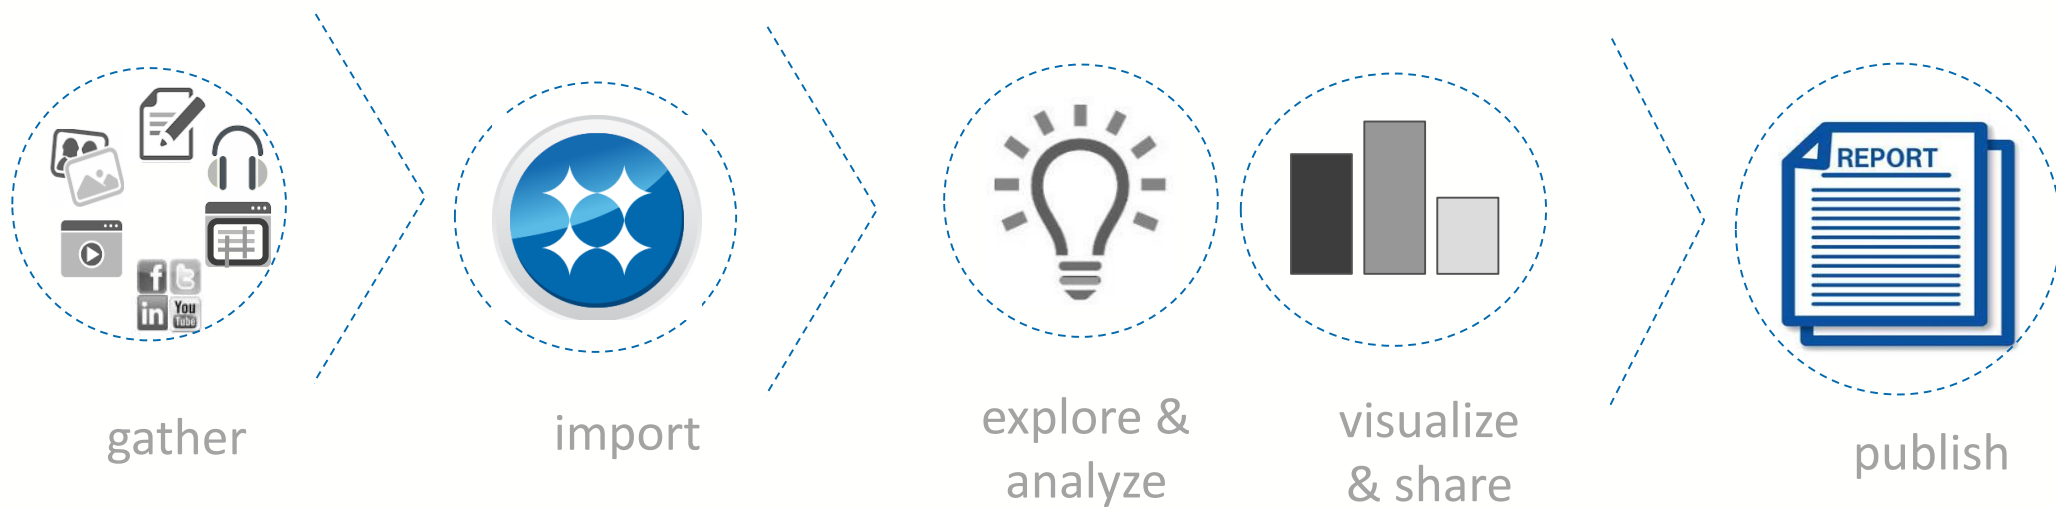 f t
in You
Tube
REPORT
gather
import
explore &
analyze
visualize
& share
publish